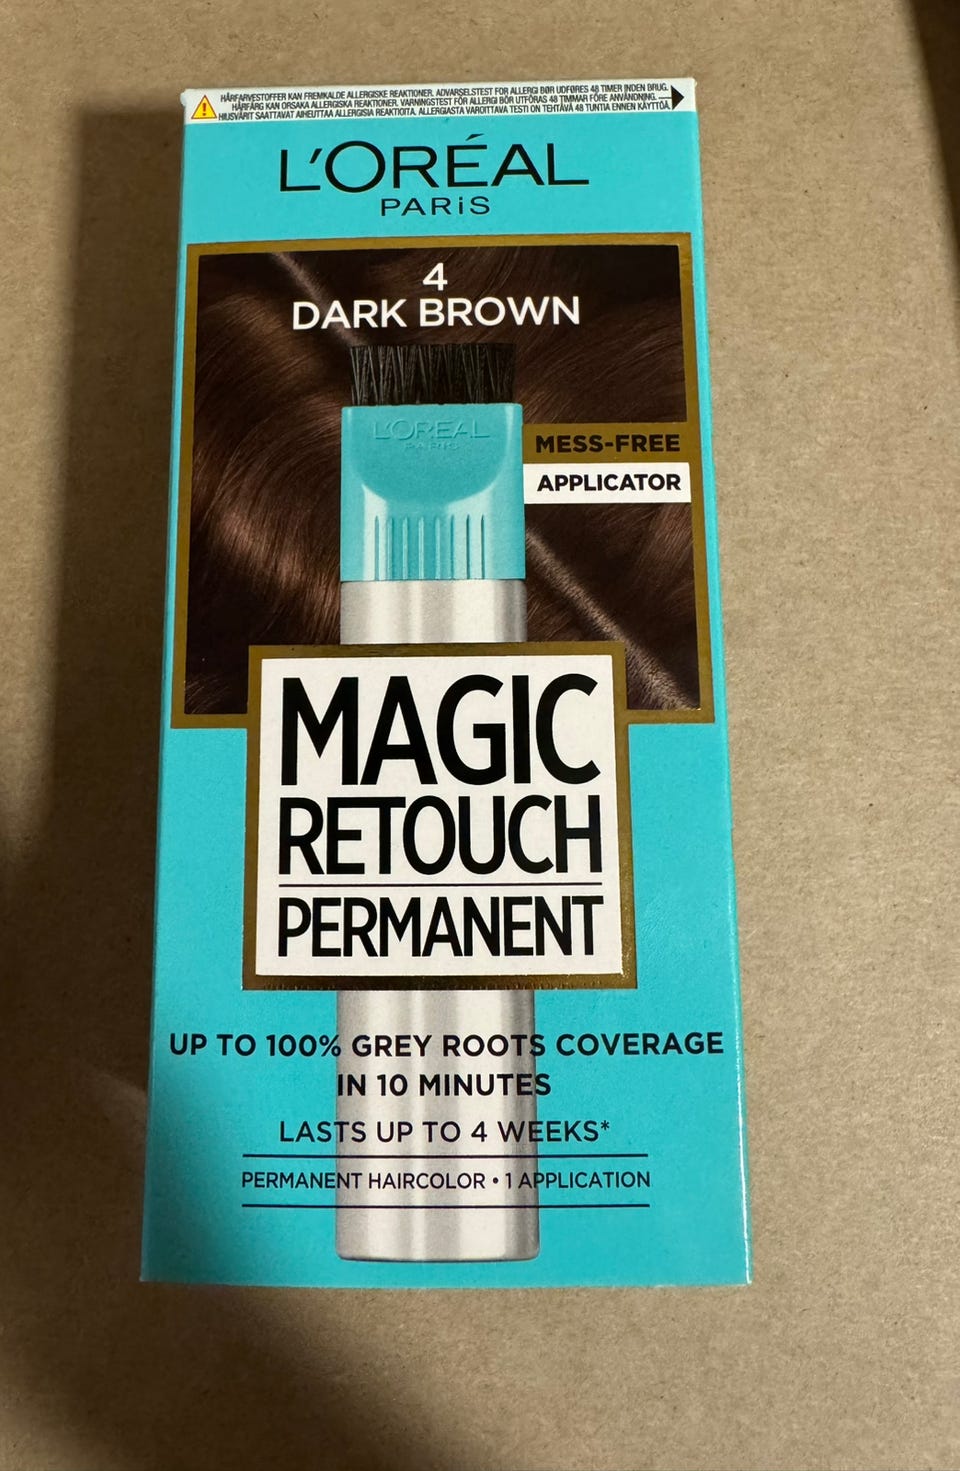 HÅRFARVESTOFFER KAN FREMKALDE ALLERGISKE REAKTIONER. ADVARSELSTEST FOR ALLERGI BØR UDFØRES 48 TIMER INDEN BRUG.
HÅRFÄRG KAN ORSAKA ALLERGISKA REAKTIONER. VARNINGSTEST FÖR ALLERGI BÖR UTFÖRAS 48 TIMMAR FÖRE ANVÄNDNING.
HIUSVÄRIT SAATTAVAT AIHEUTTAA ALLERGISIA REAKTIOITA. ALLERGIASTA VAROITTAVA TESTI ON TEHTÄVÄ 48 TUNTIA ENNEN KÄYTTÖÄ.
L'ORÉAL
PARiS
4
DARK BROWN
L'ORÉAL
PARIS
MESS-FREE
APPLICATOR
MAGIC
RETOUCH
PERMANENT
UP TO 100% GREY ROOTS COVERAGE
IN 10 MINUTES
LASTS UP TO 4 WEEKS*
PERMANENT HAIRCOLOR • 1 APPLICATION